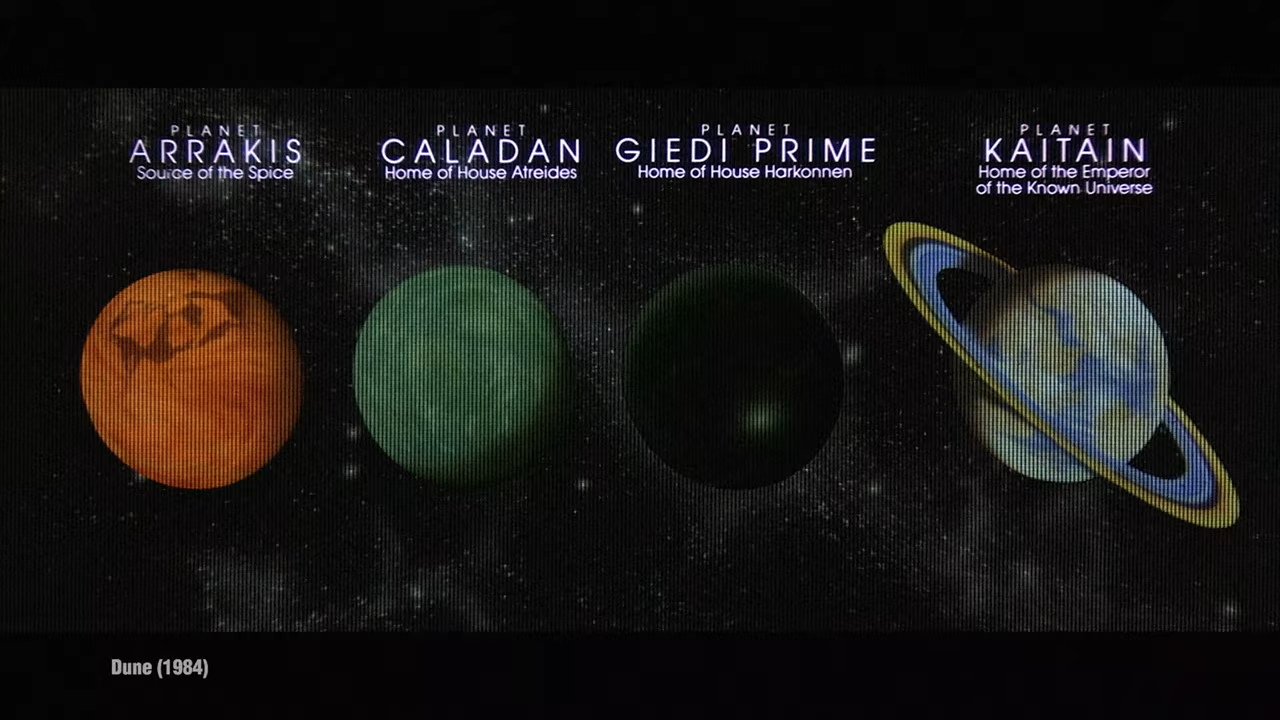 PLANET
ARRAKIS
Source of the Spice
PLANET
CALADAN
Home of House Atreides
PLANET
GIEDI PRIME
Home of House Harkonnen
PLANET
KAITAIN
Home of the Emperor
of the Known Universe
Dune (1984)